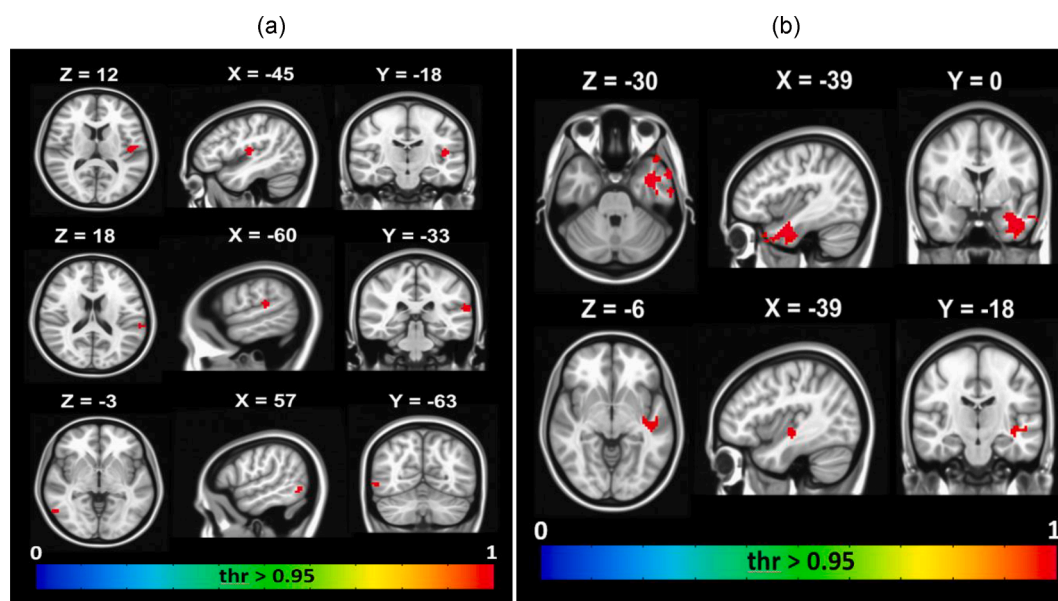 (a) (b)
Z = 12 X = -45 Y = -18
Z = 18 X = -60 Y = -33
Z = -3 X = 57 Y = -63
0 1
thr > 0.95
Z = -30 X = -39 Y = 0
Z = -6 X = -39 Y = -18
0 1
thr > 0.95